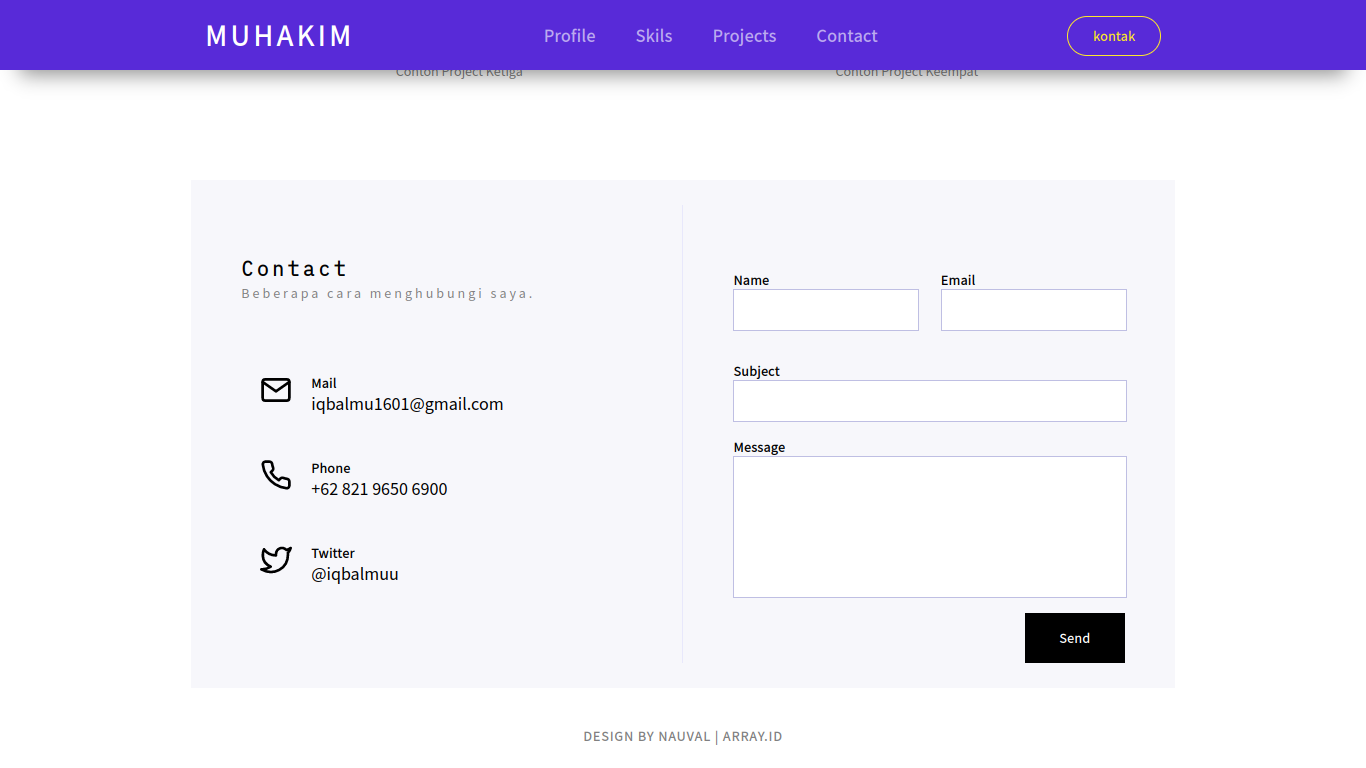 MUHAKIM
Profile Skils Projects Contact
kontak
Contoh Project Ketiga
Contoh Project Keempat
Contact
Beberapa cara menghubungi saya.
Mail
iqbalmu1601@gmail.com
Phone
+62 821 9650 6900
Twitter
@iqbalmuu
Name
Email
Subject
Message
Send
DESIGN BY NAUVAL | ARRAY.ID